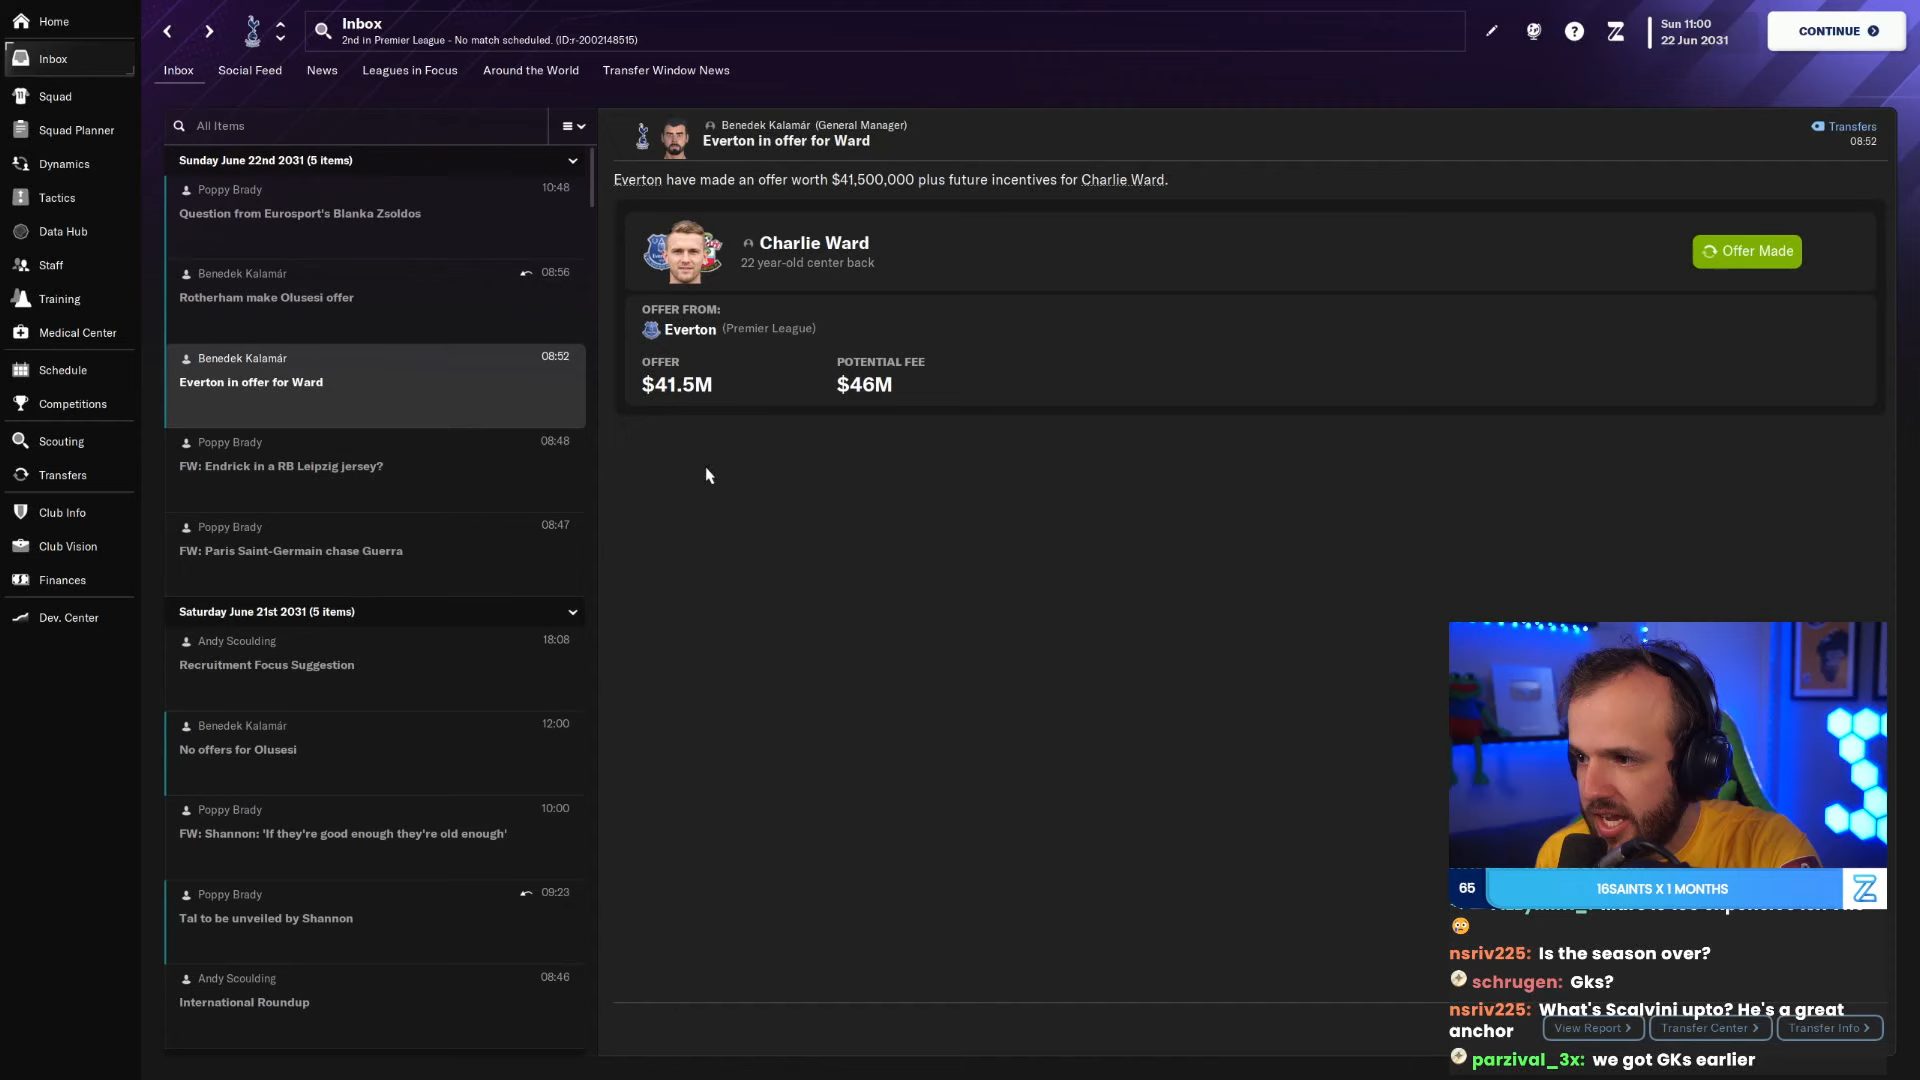 Home
Inbox
Squad
Squad Planner
Dynamics
Tactics
Data Hub
Staff
Training
Medical Center
Schedule
Competitions
Scouting
Transfers
Club Info
Club Vision
Finances
Dev. Center
Inbox
2nd in Premier League - No match scheduled. (ID:r-2002148515)
Sun 11:00
22 Jun 2031
CONTINUE
Inbox Social Feed News Leagues in Focus Around the World Transfer Window News
All Items
Sunday June 22nd 2031 (5 items)
Poppy Brady 10:48
Question from Eurosport's Blanka Zsoldos
Benedek Kalamár 08:56
Rotherham make Olusesi offer
Benedek Kalamár 08:52
Everton in offer for Ward
Poppy Brady 08:48
FW: Endrick in a RB Leipzig jersey?
Poppy Brady 08:47
FW: Paris Saint-Germain chase Guerra
Saturday June 21st 2031 (5 items)
Andy Scoulding 18:08
Recruitment Focus Suggestion
Benedek Kalamár 12:00
No offers for Olusesi
Poppy Brady 10:00
FW: Shannon: 'If they're good enough they're old enough'
Poppy Brady 09:23
Tal to be unveiled by Shannon
Andy Scoulding 08:46
International Roundup
Benedek Kalamár (General Manager)
Everton in offer for Ward
Transfers
08:52
Everton have made an offer worth $41,500,000 plus future incentives for Charlie Ward.
Charlie Ward
22 year-old center back
Offer Made
OFFER FROM:
Everton (Premier League)
OFFER POTENTIAL FEE
$41.5M $46M
65 16SAINTS X 1 MONTHS
nsriv225: Is the season over?
schrugen: Gks?
nsriv225: What's Scalvini upto? He's a great
anchor
View Report Transfer Center Transfer Info
parzival_3x: we got GKs earlier